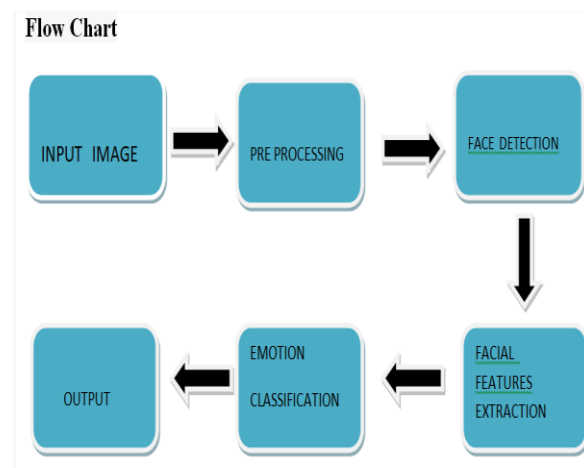 Flow Chart
INPUT IMAGE
PRE PROCESSING
FACE DETECTION
FACIAL
FEATURES
EXTRACTION
EMOTION
CLASSIFICATION
OUTPUT